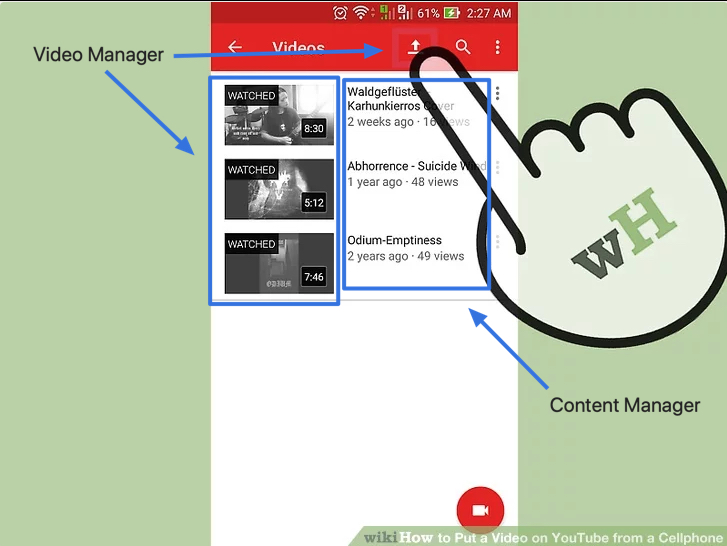 61% 2:27 AM
Video Manager
Videos
WATCHED
8:30
Waldgeflüster -
Karhunkierros Cover
2 weeks ago · 16 views
WATCHED
5:12
Abhorrence - Suicide
1 year ago · 48 views
WATCHED
7:46
Odium-Emptiness
2 years ago · 49 views
wH
Content Manager
wikiHow to Put a Video on YouTube from a Cellphone